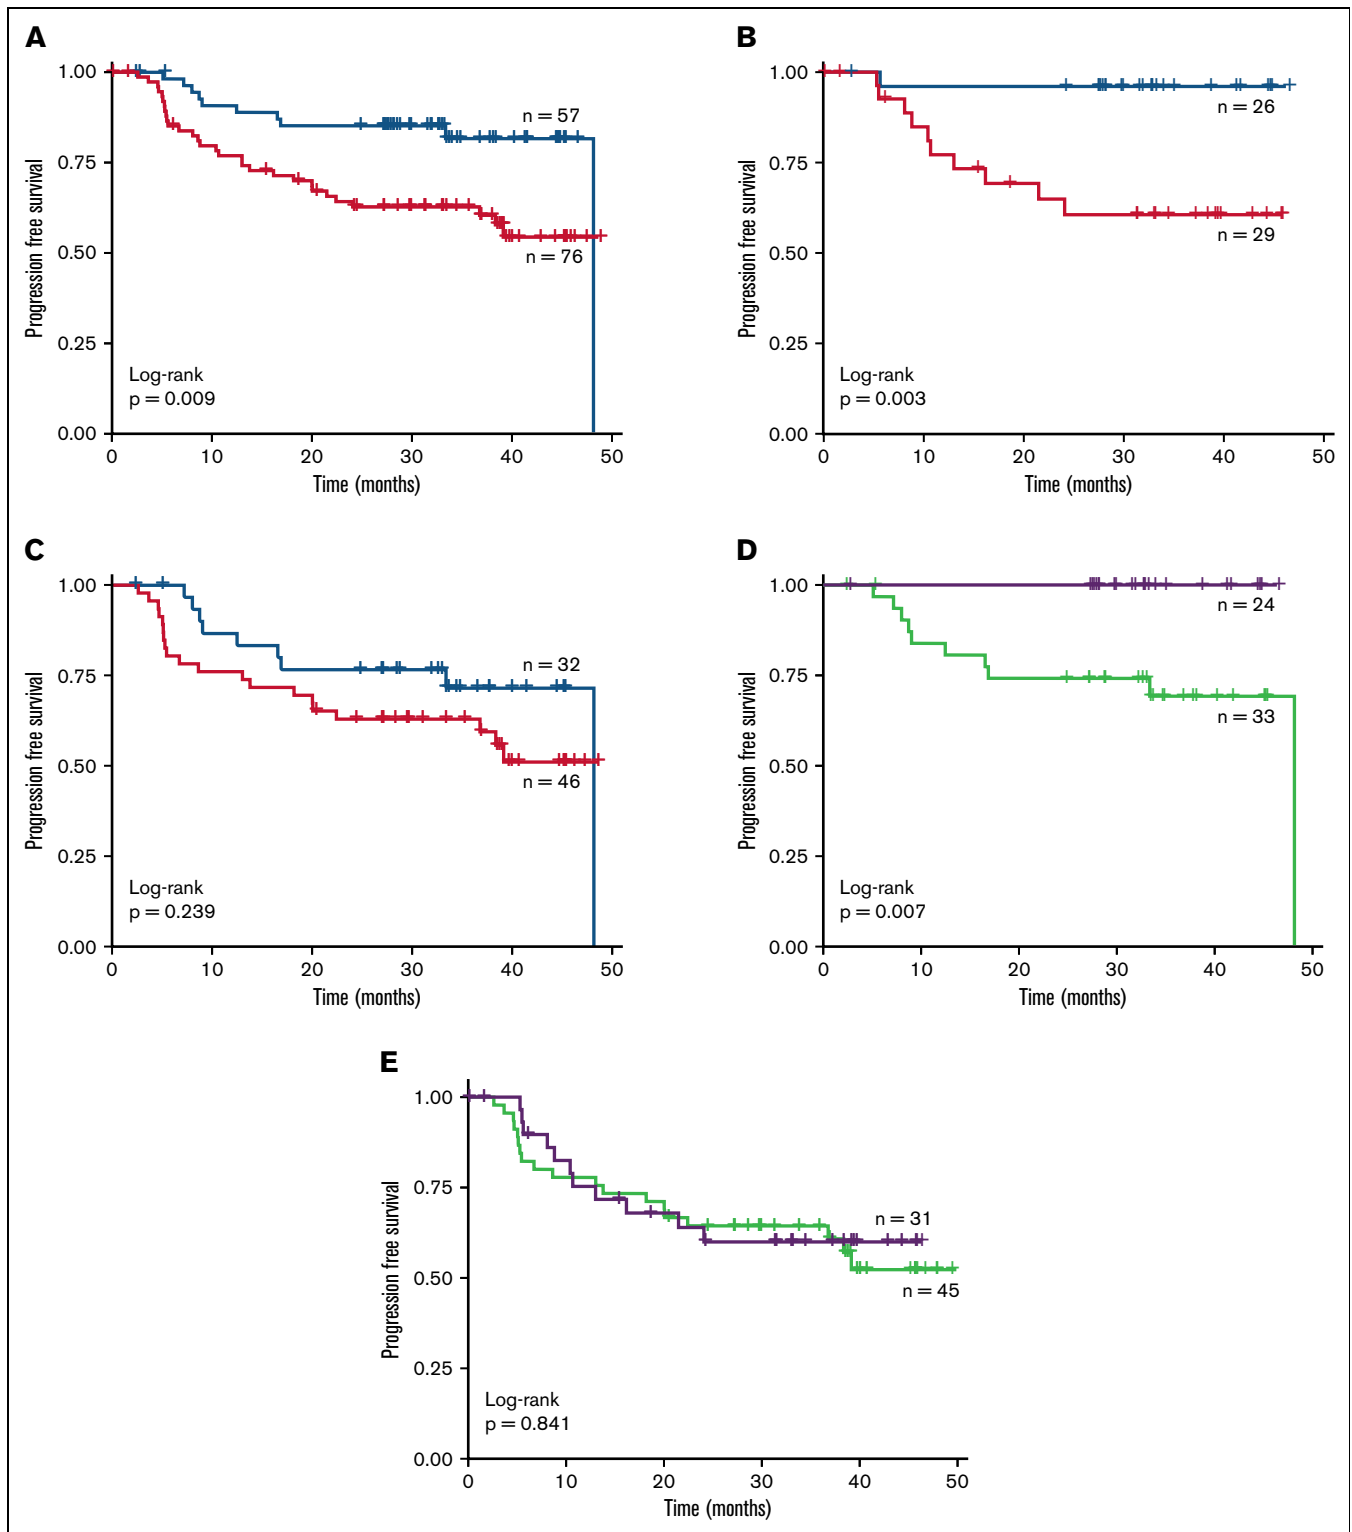 A
1.00
0.75
0.50
0.25
0.00
Progression free survival
n = 57
n = 76
Log-rank
p = 0.009
0 10 20 30 40 50
Time (months)
B
1.00
0.75
0.50
0.25
0.00
Progression free survival
n = 26
n = 29
Log-rank
p = 0.003
0 10 20 30 40 50
Time (months)
C
1.00
0.75
0.50
0.25
0.00
Progression free survival
n = 32
n = 46
Log-rank
p = 0.239
0 10 20 30 40 50
Time (months)
D
1.00
0.75
0.50
0.25
0.00
Progression free survival
n = 24
n = 33
Log-rank
p = 0.007
0 10 20 30 40 50
Time (months)
E
1.00
0.75
0.50
0.25
0.00
Progression free survival
n = 31
n = 45
Log-rank
p = 0.841
0 10 20 30 40 50
Time (months)